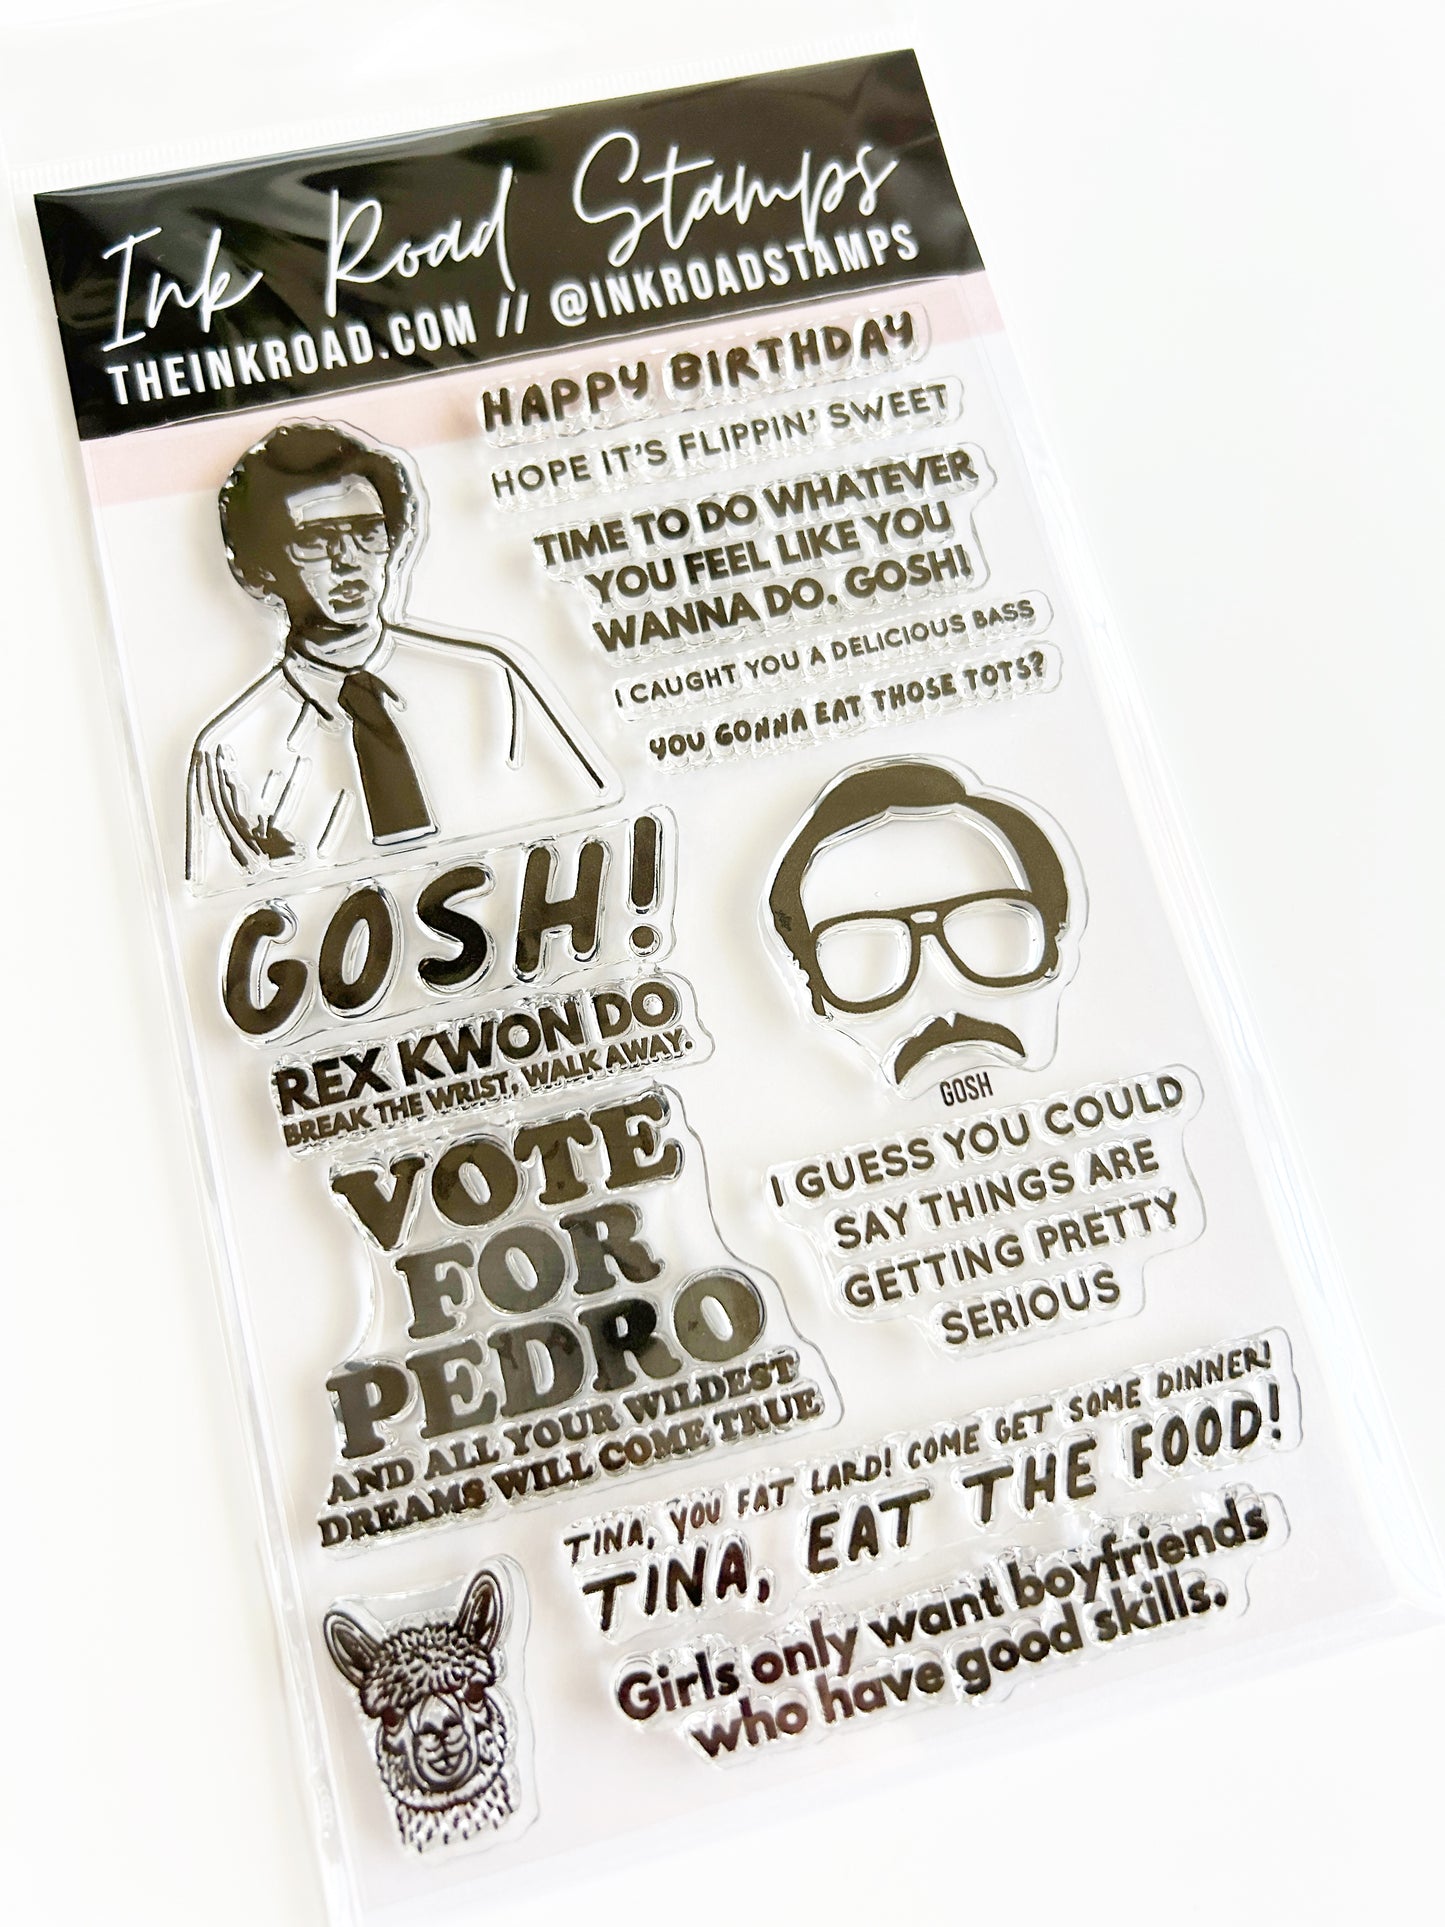 Ink Road Stamps
THEINKROAD.COM // @INKROADSTAMPS
HAPPY BIRTHDAY
HOPE IT'S FLIPPIN' SWEET
TIME TO DO WHATEVER
YOU FEEL LIKE YOU
WANNA DO. GOSH!
I CAUGHT YOU A DELICIOUS BASS
YOU GONNA EAT THOSE TOTS?
GOSH!
REX KWON DO
BREAK THE WRIST, WALK AWAY.
VOTE
FOR
PEDRO
AND ALL YOUR WILDEST
DREAMS WILL COME TRUE
GOSH
I GUESS YOU COULD
SAY THINGS ARE
GETTING PRETTY
SERIOUS
TINA, YOU FAT LARD! COME GET SOME DINNER!
TINA, EAT THE FOOD!
Girls only want boyfriends
who have good skills.